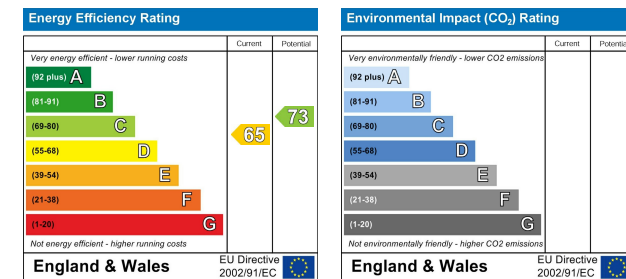 Energy Efficiency Rating
Current Potential
Very energy efficient - lower running costs
(92 plus) A
(81-91) B
(69-80) C
(55-68) D
(39-54) E
(21-38) F
(1-20) G
65
73
Not energy efficient - higher running costs
England & Wales
EU Directive
2002/91/EC
Environmental Impact (CO₂) Rating
Current Potential
Very environmentally friendly - lower CO2 emissions
(92 plus) A
(81-91) B
(69-80) C
(55-68) D
(39-54) E
(21-38) F
(1-20) G
Not environmentally friendly - higher CO2 emissions
England & Wales
EU Directive
2002/91/EC